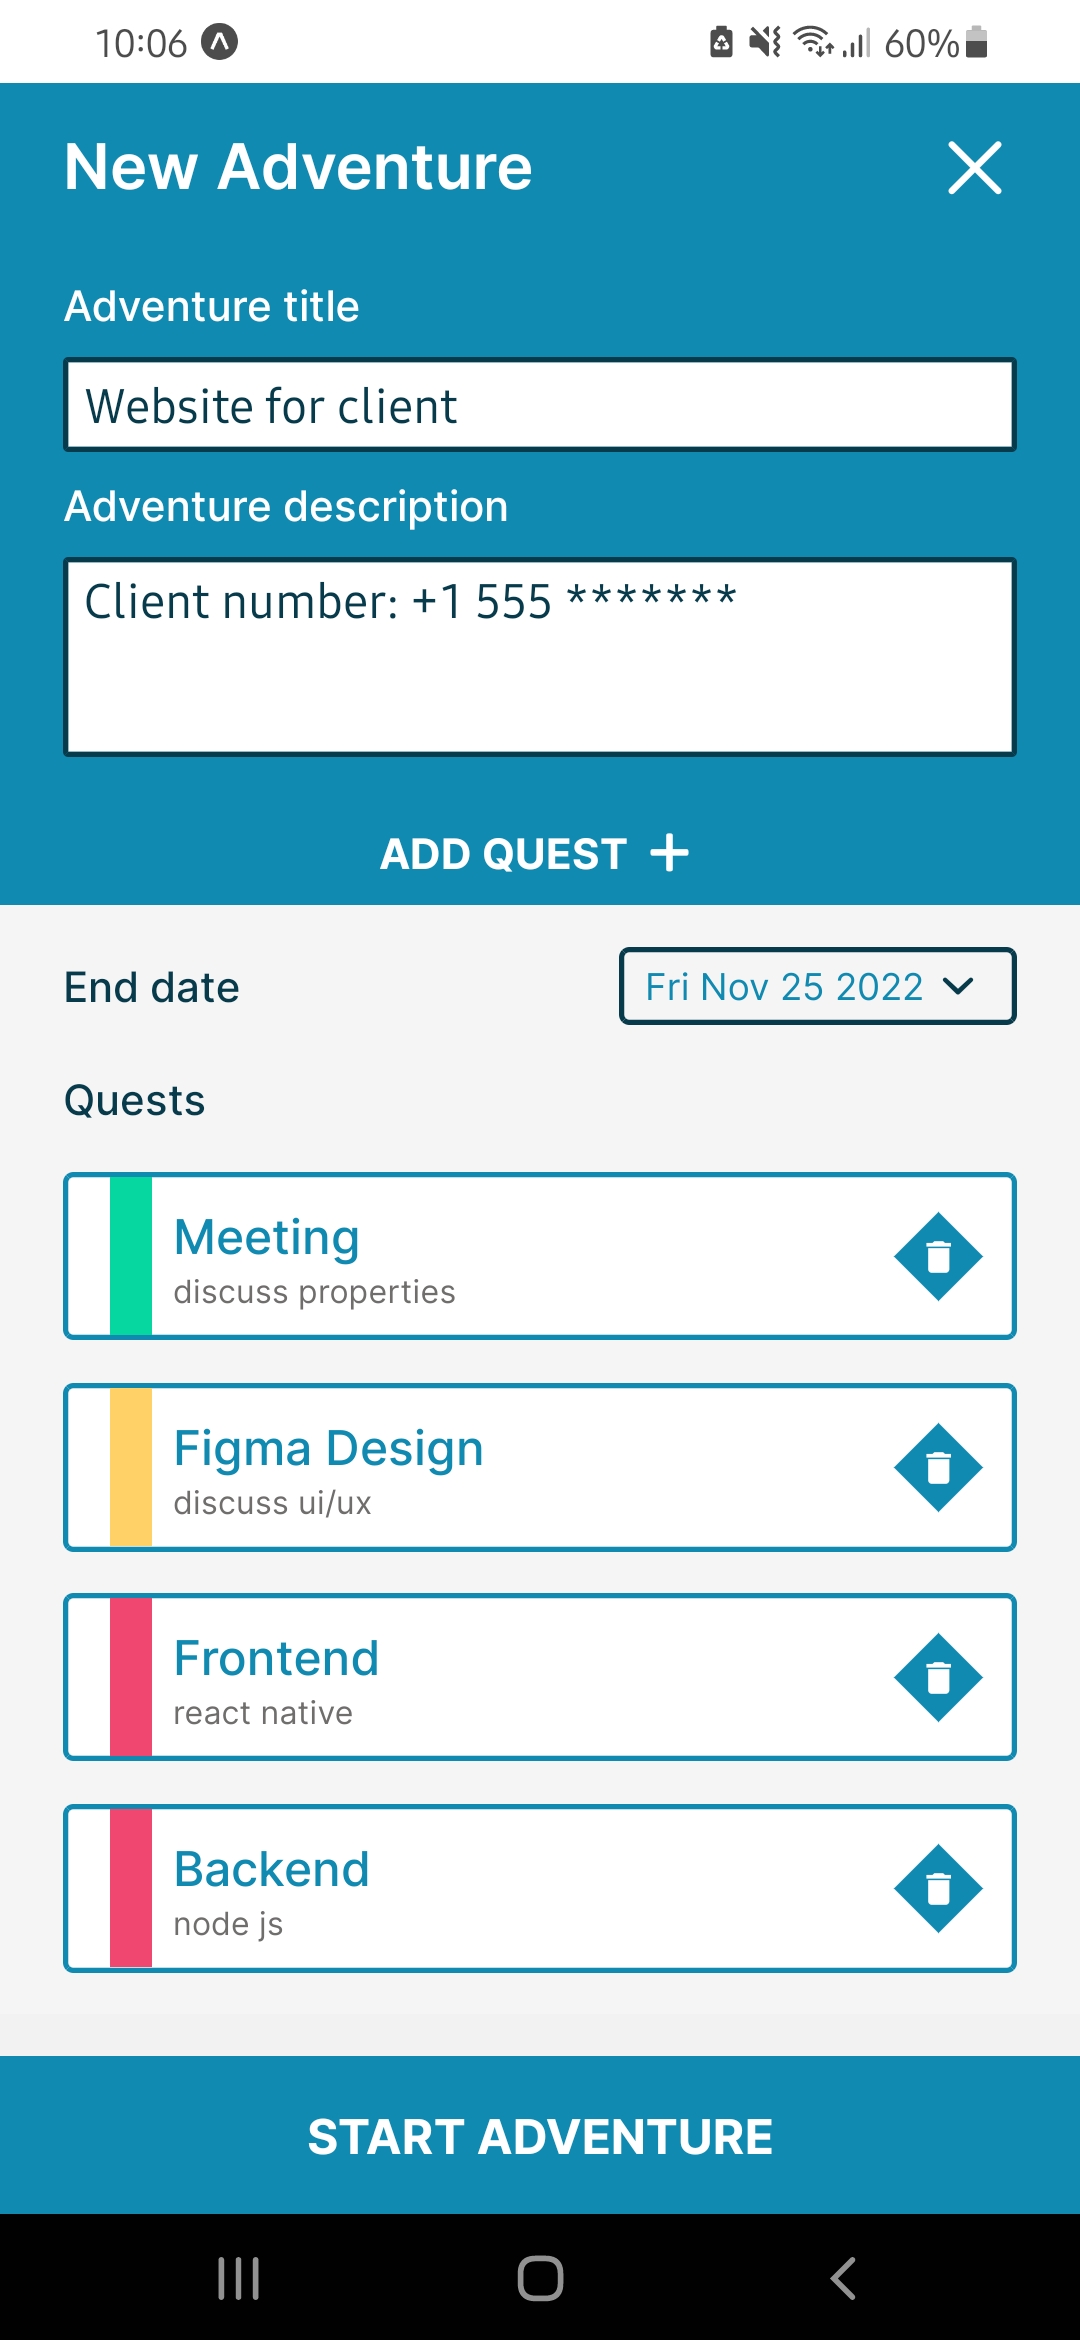 10:06
60%
New Adventure
Adventure title
Website for client
Adventure description
Client number: +1 555 *******
ADD QUEST +
End date
Fri Nov 25 2022
Quests
Meeting
discuss properties
Figma Design
discuss ui/ux
Frontend
react native
Backend
node js
START ADVENTURE